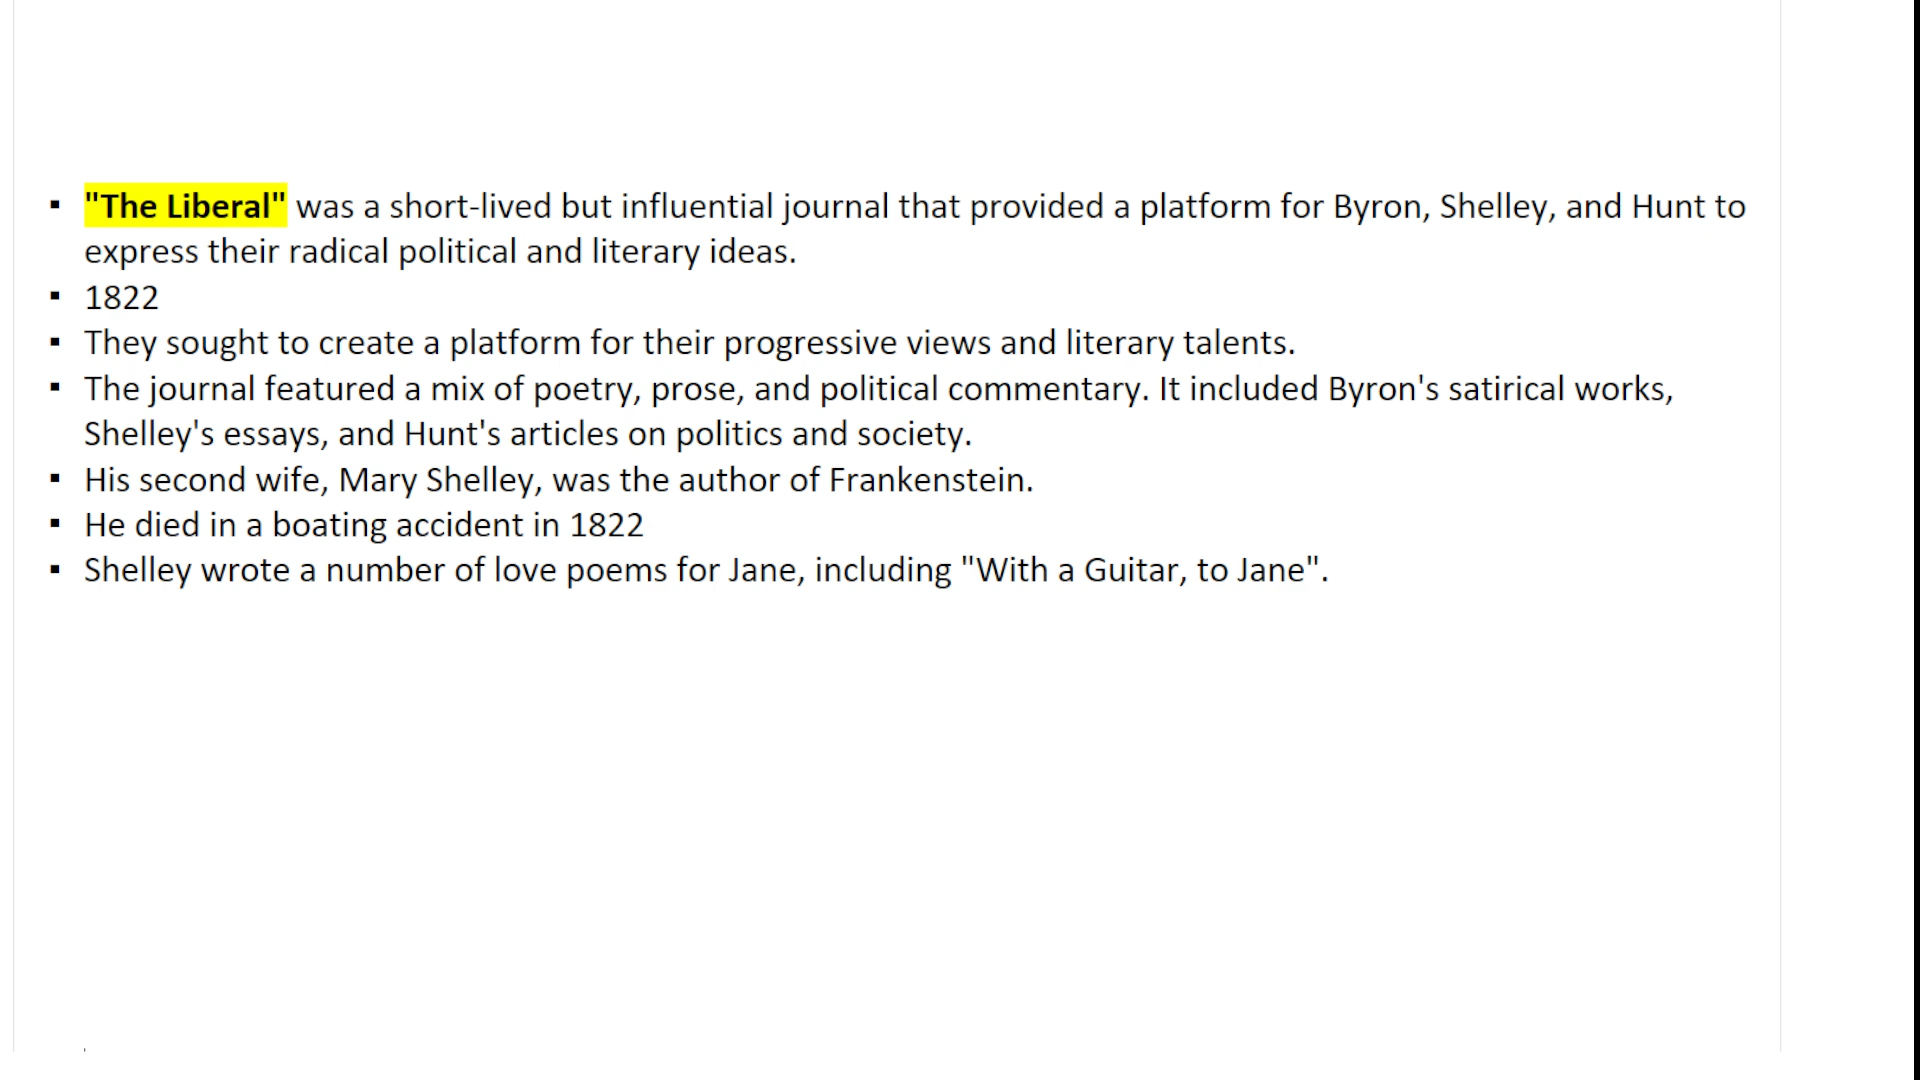 ▪ "The Liberal" was a short-lived but influential journal that provided a platform for Byron, Shelley, and Hunt to
express their radical political and literary ideas.
▪ 1822
▪ They sought to create a platform for their progressive views and literary talents.
▪ The journal featured a mix of poetry, prose, and political commentary. It included Byron's satirical works,
Shelley's essays, and Hunt's articles on politics and society.
▪ His second wife, Mary Shelley, was the author of Frankenstein.
▪ He died in a boating accident in 1822
▪ Shelley wrote a number of love poems for Jane, including "With a Guitar, to Jane".